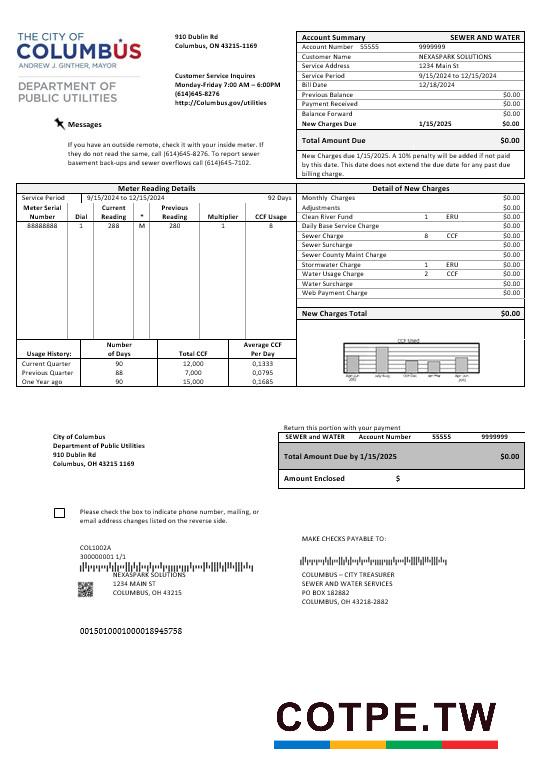 THE CITY OF
COLUMBUS
ANDREW J. GINTHER, MAYOR
DEPARTMENT OF
PUBLIC UTILITIES
910 Dublin Rd
Columbus, ON 43215-1169
Customer Service Inquires
Monday-Friday 7:00 AM – 6:00PM
(614)645-8276
http://Columbus.gov/utilities
Messages
If you have an outside remote, check it with your inside meter. If
they do not read the same, call (614)645-8276. To report sewer
basement back-ups and sewer overflows call (614)645-7102.
Account Summary SEWER AND WATER
Account Number 55555 9999999
Customer Name NEXASPARK SOLUTIONS
Service Address 1234 Main St
Service Period 9/15/2024 to 12/15/2024
Bill Date 12/18/2024
Previous Balance $0.00
Payment Received $0.00
Balance Forward $0.00
New Charges Due 1/15/2025 $0.00
Total Amount Due $0.00
New Charges due 1/15/2025. A 10% penalty will be added if not paid
by this date. This date does not extend the due date for any past due
billing charge.
Meter Reading Details
Service Period 9/15/2024 to 12/15/2024 92 Days
Meter Serial Number Dial Current Reading * Previous Reading Multiplier CCF Usage
88888888 1 288 M 280 1 8
Usage History: Number of Days Total CCF Average CCF Per Day
Current Quarter 90 12,000 0,1333
Previous Quarter 88 7,000 0,0795
One Year ago 90 15,000 0,1685
Detail of New Charges
Monthly Charges $0.00
Adjustments $0.00
Clean River Fund 1 ERU $0.00
Daily Base Service Charge $0.00
Sewer Charge 8 CCF $0.00
Sewer Surcharge $0.00
Sewer County Maint Charge $0.00
Stormwater Charge 1 ERU $0.00
Water Usage Charge 2 CCF $0.00
Water Surcharge $0.00
Web Payment Charge $0.00
New Charges Total $0.00
CCF Used
City of Columbus
Department of Public Utilities
910 Dublin Rd
Columbus, OH 43215 1169
Return this portion with your payment
SEWER and WATER Account Number 55555 9999999
Total Amount Due by 1/15/2025 $0.00
Amount Enclosed $
Please check the box to indicate phone number, mailing, or
email address changes listed on the reverse side.
COL1002A
300000001 1/1
NEXASPARK SOLUTIONS
1234 MAIN ST
COLUMBUS, OH 43215
MAKE CHECKS PAYABLE TO:
COLUMBUS – CITY TREASURER
SEWER AND WATER SERVICES
PO BOX 182882
COLUMBUS, OH 43218-2882
0015010001000018945758
COTPE.TW